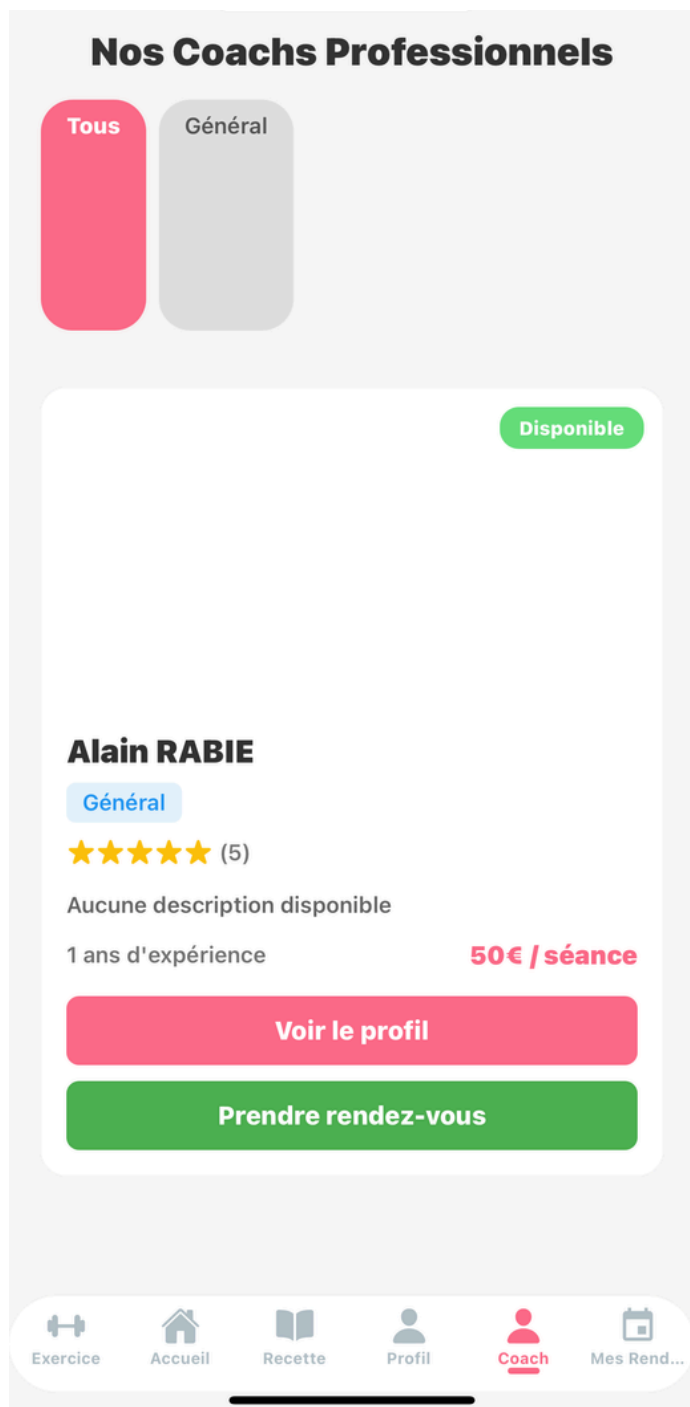 Nos Coachs Professionnels
Tous Général
Disponible
Alain RABIE
Général
(5)
Aucune description disponible
1 ans d'expérience 50€ / séance
Voir le profil
Prendre rendez-vous
Exercice Accueil Recette Profil Coach Mes Rend...